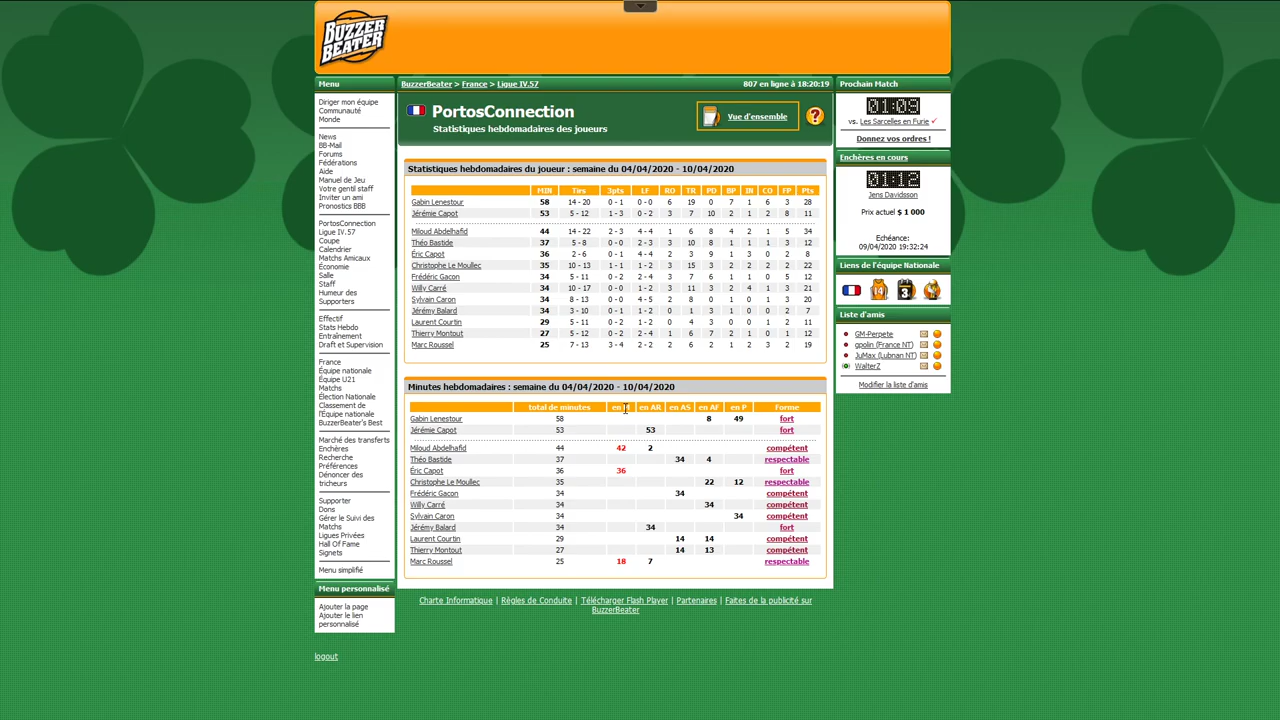 BUZZER BEATER
Menu
Diriger mon équipe
Communauté
Monde
News
BB-Mail
Forums
Fédérations
Aide
Manuel de Jeu
Votre gentil staff
Inviter un ami
Pronostics BBB
PortosConnection
Ligue IV.57
Coupe
Calendrier
Matchs Amicaux
Économie
Salle
Staff
Humeur des
Supporters
Effectif
Stats Hebdo
Entraînement
Draft et Supervision
France
Équipe nationale
Équipe U21
Matchs
Élection Nationale
Classement de
l'Équipe nationale
BuzzerBeater's Best
Marché des transferts
Enchères
Recherche
Préférences
Dénoncer des
tricheurs
Supporter
Dons
Gérer le Suivi des
Matchs
Ligues Privées
Hall Of Fame
Signets
Menu simplifié
Menu personnalisé
Ajouter la page
Ajouter le lien
personnalisé
logout
BuzzerBeater > France > Ligue IV.57 807 en ligne à 18:20:19
PortosConnection
Statistiques hebdomadaires des joueurs
Vue d'ensemble
?
Statistiques hebdomadaires du joueur : semaine du 04/04/2020 - 10/04/2020
MIN Tirs 3pts LF RO TR PD BP IN CO FP Pts
Gabin Lenestour 58 14 - 20 0 - 1 0 - 0 6 19 0 7 1 6 3 28
Jérémie Capot 53 5 - 12 1 - 3 0 - 2 3 7 10 2 1 2 8 11
Miloud Abdelhafid 44 14 - 22 2 - 3 4 - 4 1 6 8 4 2 1 5 34
Théo Bastide 37 5 - 8 0 - 0 2 - 3 3 10 8 1 1 1 3 12
Éric Capot 36 2 - 6 0 - 1 4 - 4 2 3 9 1 3 0 2 8
Christophe Le Moullec 35 10 - 13 1 - 1 1 - 2 3 15 3 2 2 2 2 22
Frédéric Gacon 34 5 - 11 0 - 2 2 - 4 3 7 6 1 1 0 5 12
Willy Carré 34 10 - 17 0 - 0 1 - 2 3 11 3 2 4 1 3 21
Sylvain Caron 34 8 - 13 0 - 0 4 - 5 2 8 0 1 0 1 3 20
Jérémy Balard 34 3 - 10 0 - 1 1 - 2 0 1 3 1 0 0 2 7
Laurent Courtin 29 5 - 11 0 - 2 1 - 2 0 4 3 0 0 1 2 11
Thierry Montout 27 5 - 12 0 - 2 2 - 4 1 6 7 2 1 0 1 12
Marc Roussel 25 7 - 13 3 - 4 2 - 2 2 6 2 1 2 3 2 19
Minutes hebdomadaires : semaine du 04/04/2020 - 10/04/2020
total de minutes en en AR en AS en AF en P Forme
Gabin Lenestour 58 8 49 fort
Jérémie Capot 53 53 fort
Miloud Abdelhafid 44 42 2 compétent
Théo Bastide 37 34 4 respectable
Éric Capot 36 36 fort
Christophe Le Moullec 35 22 12 respectable
Frédéric Gacon 34 34 compétent
Willy Carré 34 34 compétent
Sylvain Caron 34 34 compétent
Jérémy Balard 34 34 fort
Laurent Courtin 29 14 14 compétent
Thierry Montout 27 14 13 compétent
Marc Roussel 25 18 7 respectable
Charte Informatique | Règles de Conduite | Télécharger Flash Player | Partenaires | Faites de la publicité sur
BuzzerBeater
Prochain Match
01:09
vs. Les Sarcelles en Furie
Donnez vos ordres !
Enchères en cours
01:12
Jens Davidsson
Prix actuel $ 1 000
Echéance:
09/04/2020 19:32:24
Liens de l'équipe Nationale
Liste d'amis
GM-Perpete
gpolin (France NT)
JuMax (Lubnan NT)
WalterZ
Modifier la liste d'amis